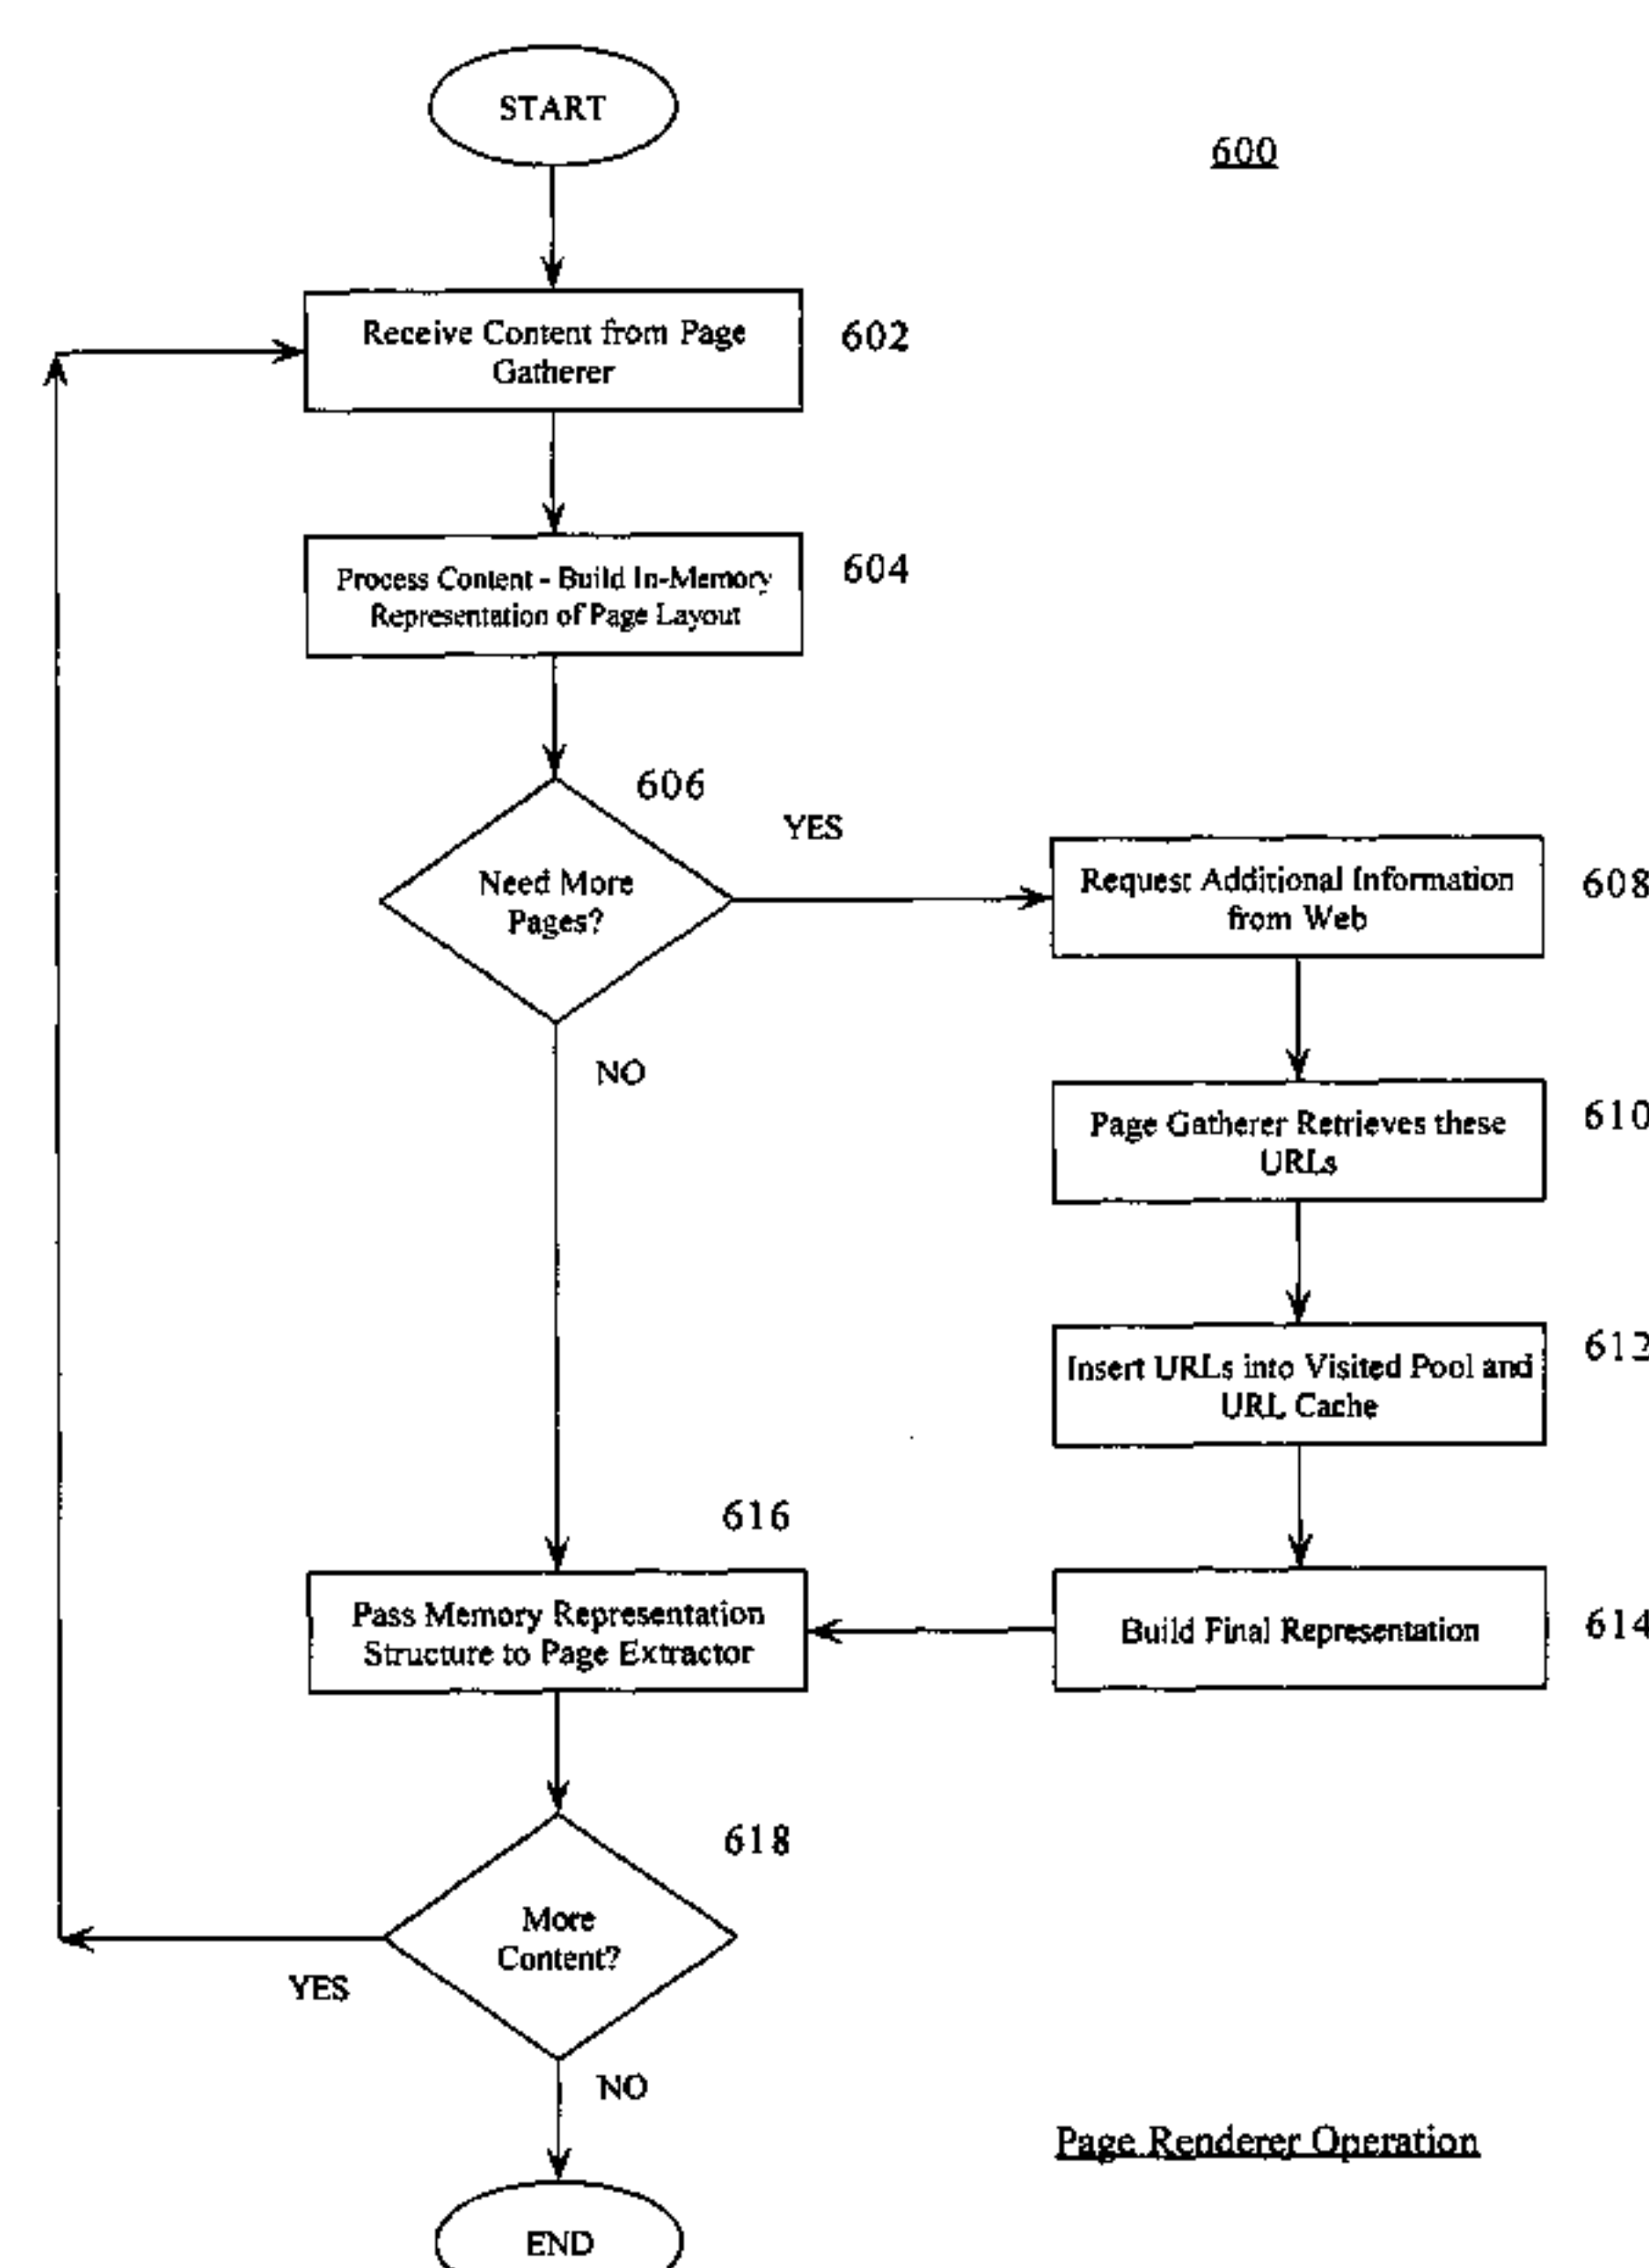 START
600
Receive Content from Page
Gatherer
602
Process Content - Build In-Memory
Representation of Page Layout
604
606
Need More
Pages?
YES
NO
Request Additional Information
from Web
608
Page Gatherer Retrieves these
URLs
610
Insert URLs into Visited Pool and
URL Cache
612
Build Final Representation
614
616
Pass Memory Representation
Structure to Page Extractor
618
More
Content?
YES
NO
END
Page Renderer Operation